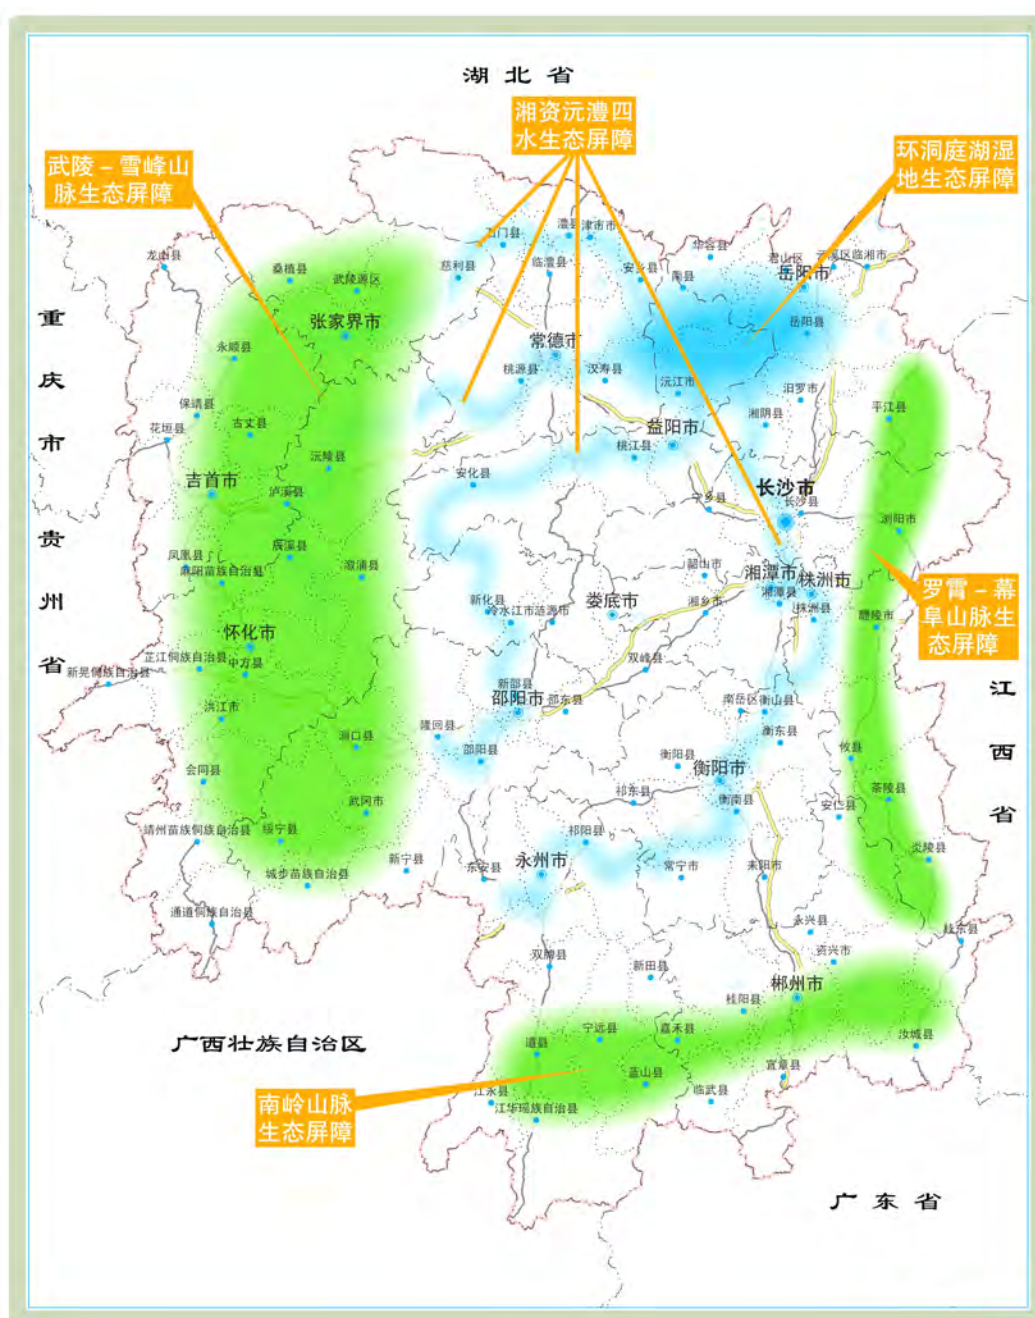 湖北省
湘资沅澧四
水生态屏障
武陵－雪峰山
脉生态屏障
环洞庭湖湿
地生态屏障
石门县
澧县
津市市
华容县
君山区
云溪区
临湘市
龙山县
桑植县
武陵源区
慈利县
临澧县
安乡县
南县
岳阳市
重庆市
张家界市
岳阳县
永顺县
常德市
桃源县
汉寿县
沅江市
汨罗市
保靖县
湘阴县
平江县
花垣县
古丈县
益阳市
桃江县
沅陵县
安化县
吉首市
泸溪县
宁乡县
长沙市
长沙县
浏阳市
贵州省
凤凰县
辰溪县
麻阳苗族自治县
溆浦县
韶山市
湘潭市
株洲市
湘潭县
罗霄－幕
阜山脉生
态屏障
新化县
冷水江市
涟源市
娄底市
湘乡市
株洲县
醴陵市
怀化市
芷江侗族自治县
中方县
新晃侗族自治县
双峰县
新邵县
邵阳市
邵东县
南岳区
衡山县
江西省
洪江市
洞口县
隆回县
邵阳县
衡东县
衡阳县
衡阳市
攸县
会同县
武冈市
祁东县
衡南县
安仁县
茶陵县
靖州苗族侗族自治县
绥宁县
祁阳县
炎陵县
新宁县
东安县
永州市
常宁市
耒阳市
城步苗族自治县
通道侗族自治县
永兴县
双牌县
新田县
资兴市
桂东县
郴州市
桂阳县
广西壮族自治区
宁远县
嘉禾县
道县
汝城县
蓝山县
宜章县
南岭山脉
生态屏障
江永县
江华瑶族自治县
临武县
广东省